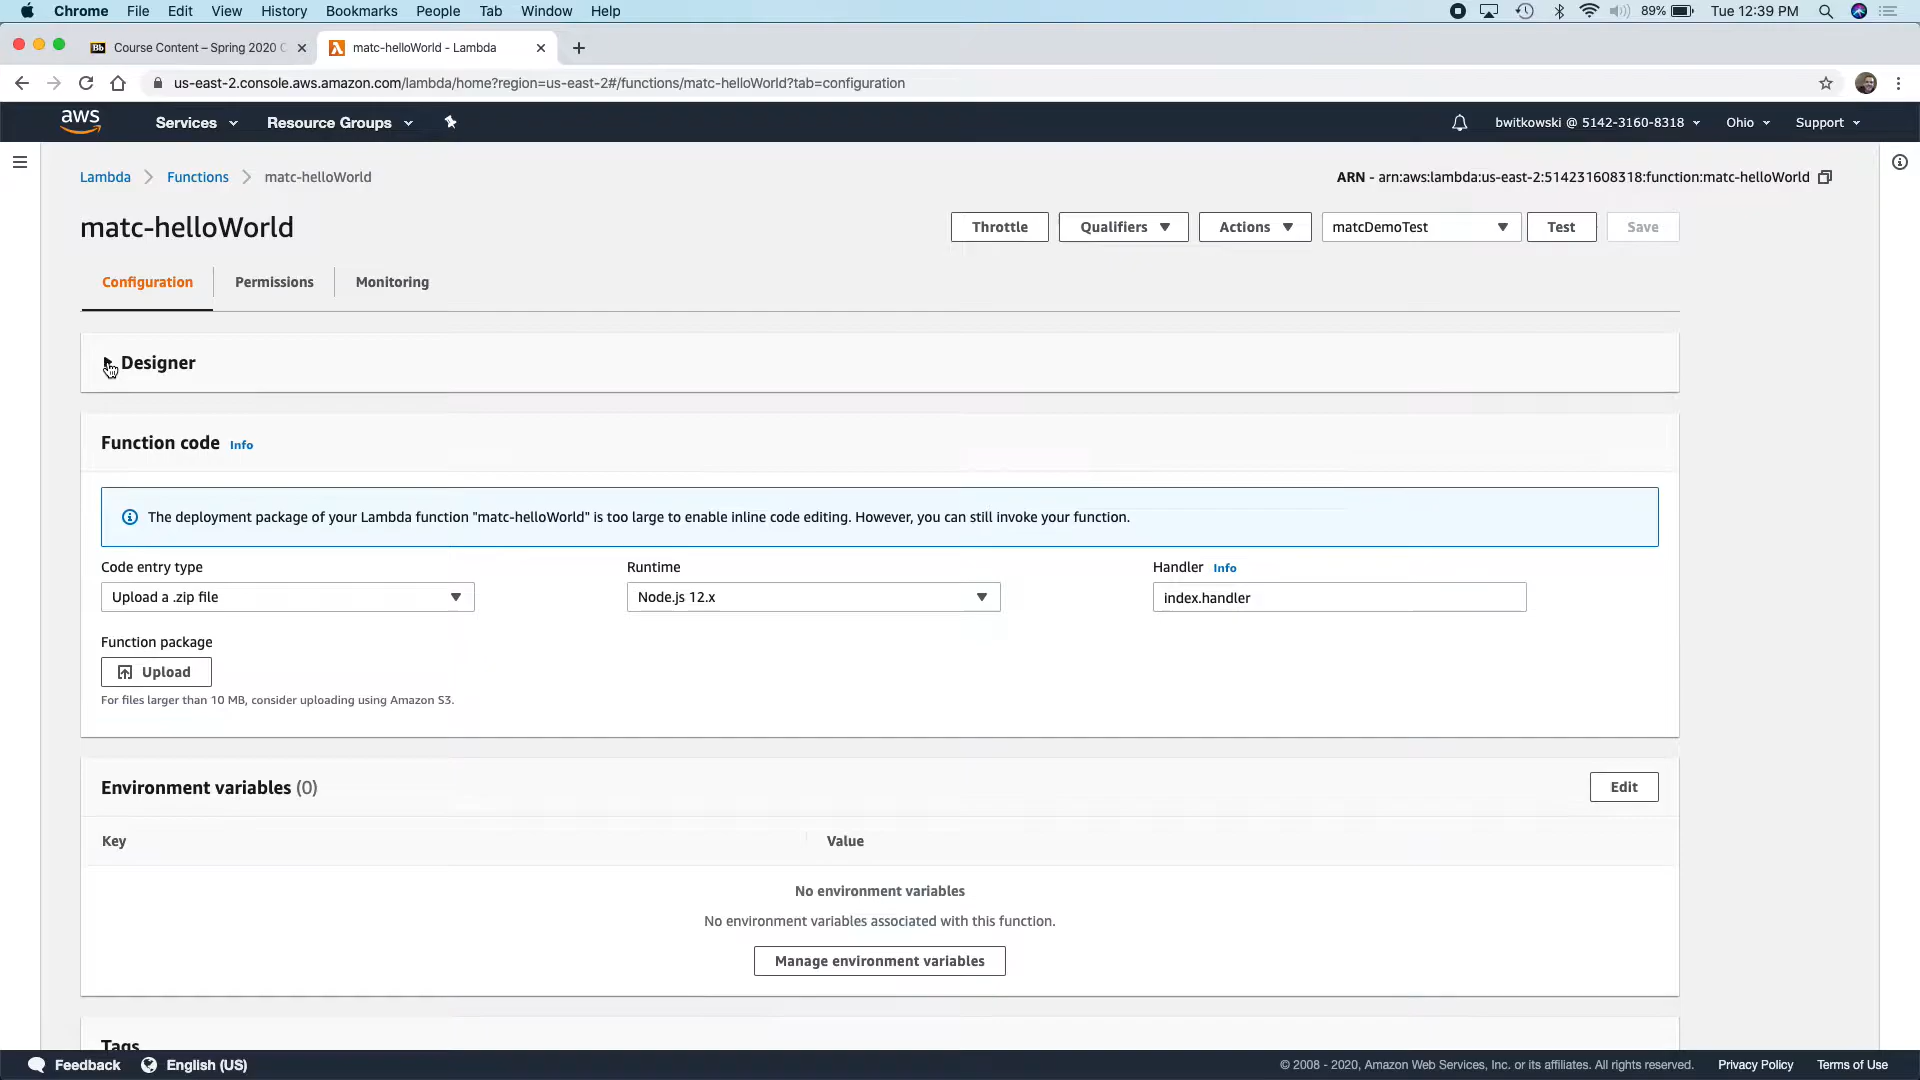 Chrome File Edit View History Bookmarks People Tab Window Help
89% Tue 12:39 PM
Bb Course Content – Spring 2020 C
matc-helloWorld - Lambda
us-east-2.console.aws.amazon.com/lambda/home?region=us-east-2#/functions/matc-helloWorld?tab=configuration
aws Services Resource Groups
bwitkowski @ 5142-3160-8318 Ohio Support
Lambda Functions matc-helloWorld
ARN - arn:aws:lambda:us-east-2:514231608318:function:matc-helloWorld
matc-helloWorld
Throttle Qualifiers Actions matcDemoTest Test Save
Configuration Permissions Monitoring
Designer
Function code Info
The deployment package of your Lambda function "matc-helloWorld" is too large to enable inline code editing. However, you can still invoke your function.
Code entry type Runtime Handler Info
Upload a .zip file Node.js 12.x index.handler
Function package
Upload
For files larger than 10 MB, consider uploading using Amazon S3.
Environment variables (0) Edit
Key Value
No environment variables
No environment variables associated with this function.
Manage environment variables
Tags
Feedback English (US)
© 2008 - 2020, Amazon Web Services, Inc. or its affiliates. All rights reserved. Privacy Policy Terms of Use